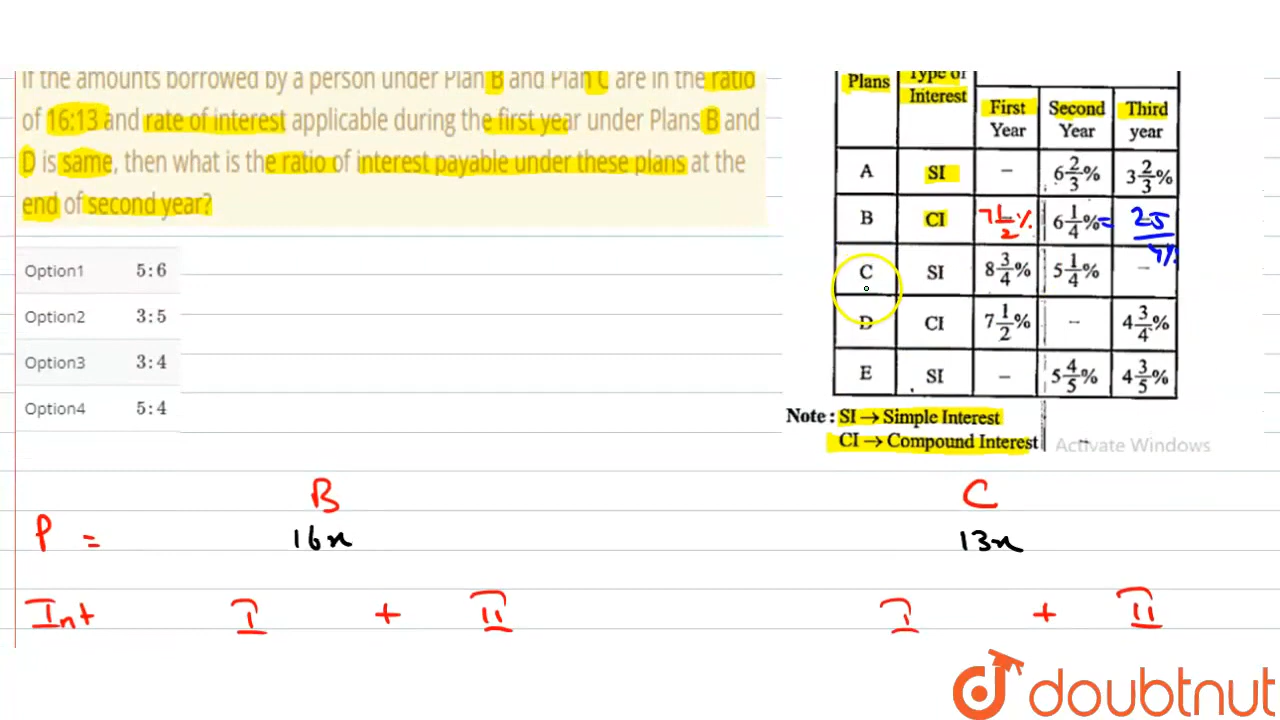 If the amounts borrowed by a person under Plan B and Plan C are in the ratio
of 16:13 and rate of interest applicable during the first year under Plans B and
D is same, then what is the ratio of interest payable under these plans at the
end of second year?
Option1 5:6
Option2 3:5
Option3 3:4
Option4 5:4
Plans Type of Interest First Year Second Year Third year
A SI – 6 2/3% 3 2/3%
B CI 7 1/2 % 6 1/4% = 25/4%
C SI 8 3/4% 5 1/4% –
D CI 7 1/2% – 4 3/4%
E SI – 5 4/5% 4 3/5%
Note : SI → Simple Interest
CI → Compound Interest
Activate Windows
B C
P = 16x 13x
Int I + II I + II
doubtnut